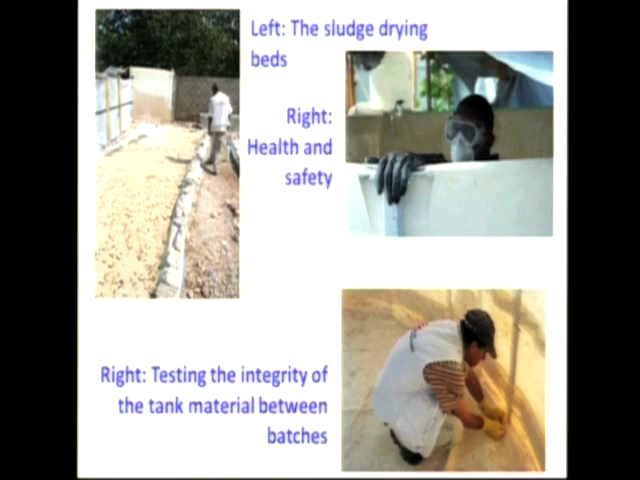 Left: The sludge drying
beds
Right:
Health and
safety
Right: Testing the integrity of
the tank material between
batches